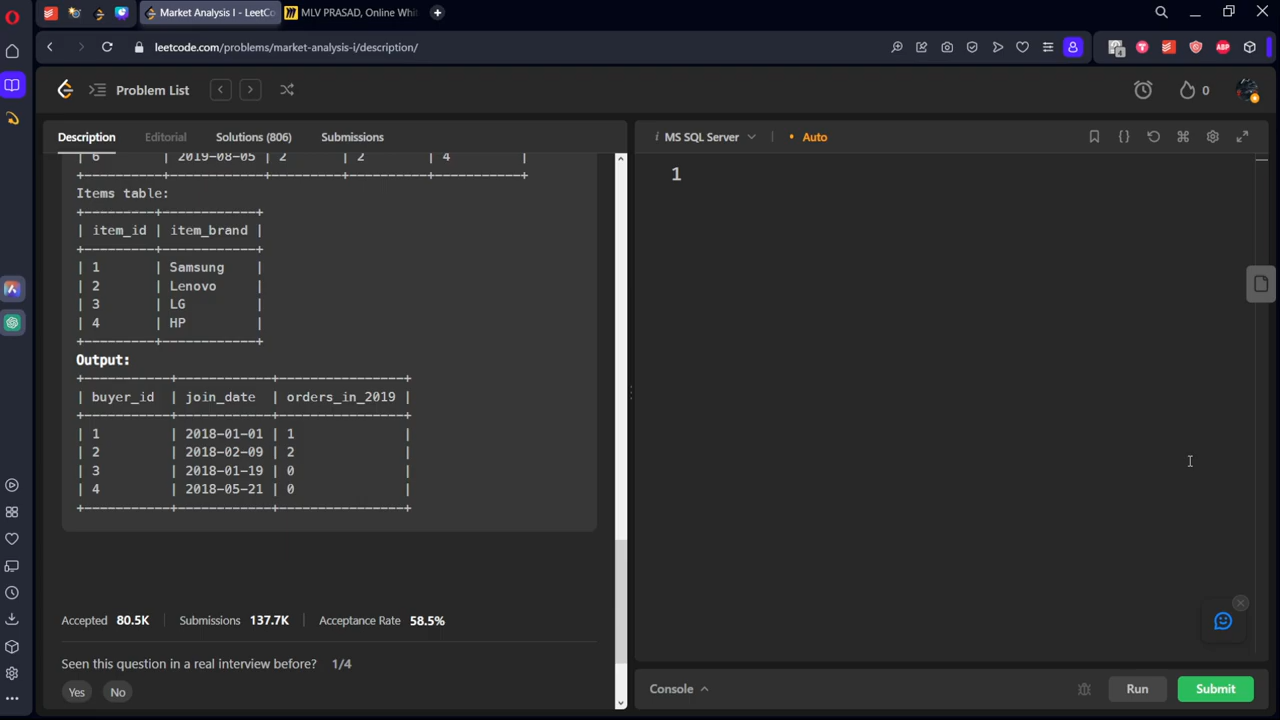 Market Analysis I - LeetCo
MLV PRASAD, Online Whit
leetcode.com/problems/market-analysis-i/description/
Problem List
0
Description
Editorial
Solutions (806)
Submissions
i MS SQL Server
• Auto
1
| 6 | 2019-08-05 | 2 | 2 | 4 |
+-----------+------------+---------+----------+-----------+
Items table:
+---------+------------+
| item_id | item_brand |
+---------+------------+
| 1 | Samsung |
| 2 | Lenovo |
| 3 | LG |
| 4 | HP |
+---------+------------+
Output:
+-----------+------------+----------------+
| buyer_id | join_date | orders_in_2019 |
+-----------+------------+----------------+
| 1 | 2018-01-01 | 1 |
| 2 | 2018-02-09 | 2 |
| 3 | 2018-01-19 | 0 |
| 4 | 2018-05-21 | 0 |
+-----------+------------+----------------+
Accepted 80.5K | Submissions 137.7K | Acceptance Rate 58.5%
Seen this question in a real interview before? 1/4
Yes No
Console
Run
Submit